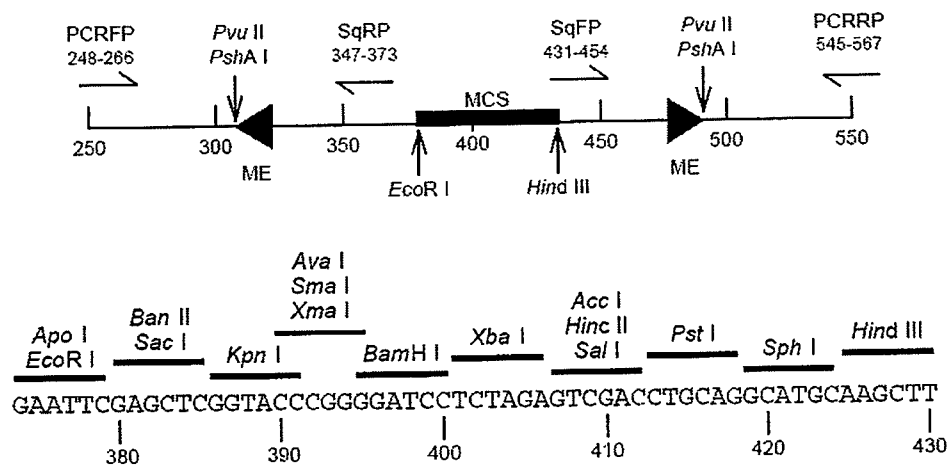 PCRFP
248-266
Pvu II
PshA I
SqRP
347-373
SqFP
431-454
Pvu II
PshA I
PCRRP
545-567
MCS
250
300
350
400
450
500
550
ME
EcoR I
Hind III
ME
Apo I
EcoR I
Ban II
Sac I
Kpn I
Ava I
Sma I
Xma I
BamH I
Xba I
Acc I
Hinc II
Sal I
Pst I
Sph I
Hind III
GAATTCGAGCTCGGTACCCGGGGATCCTCTAGAGTCGACCTGCAGGCATGCAAGCTT
380
390
400
410
420
430